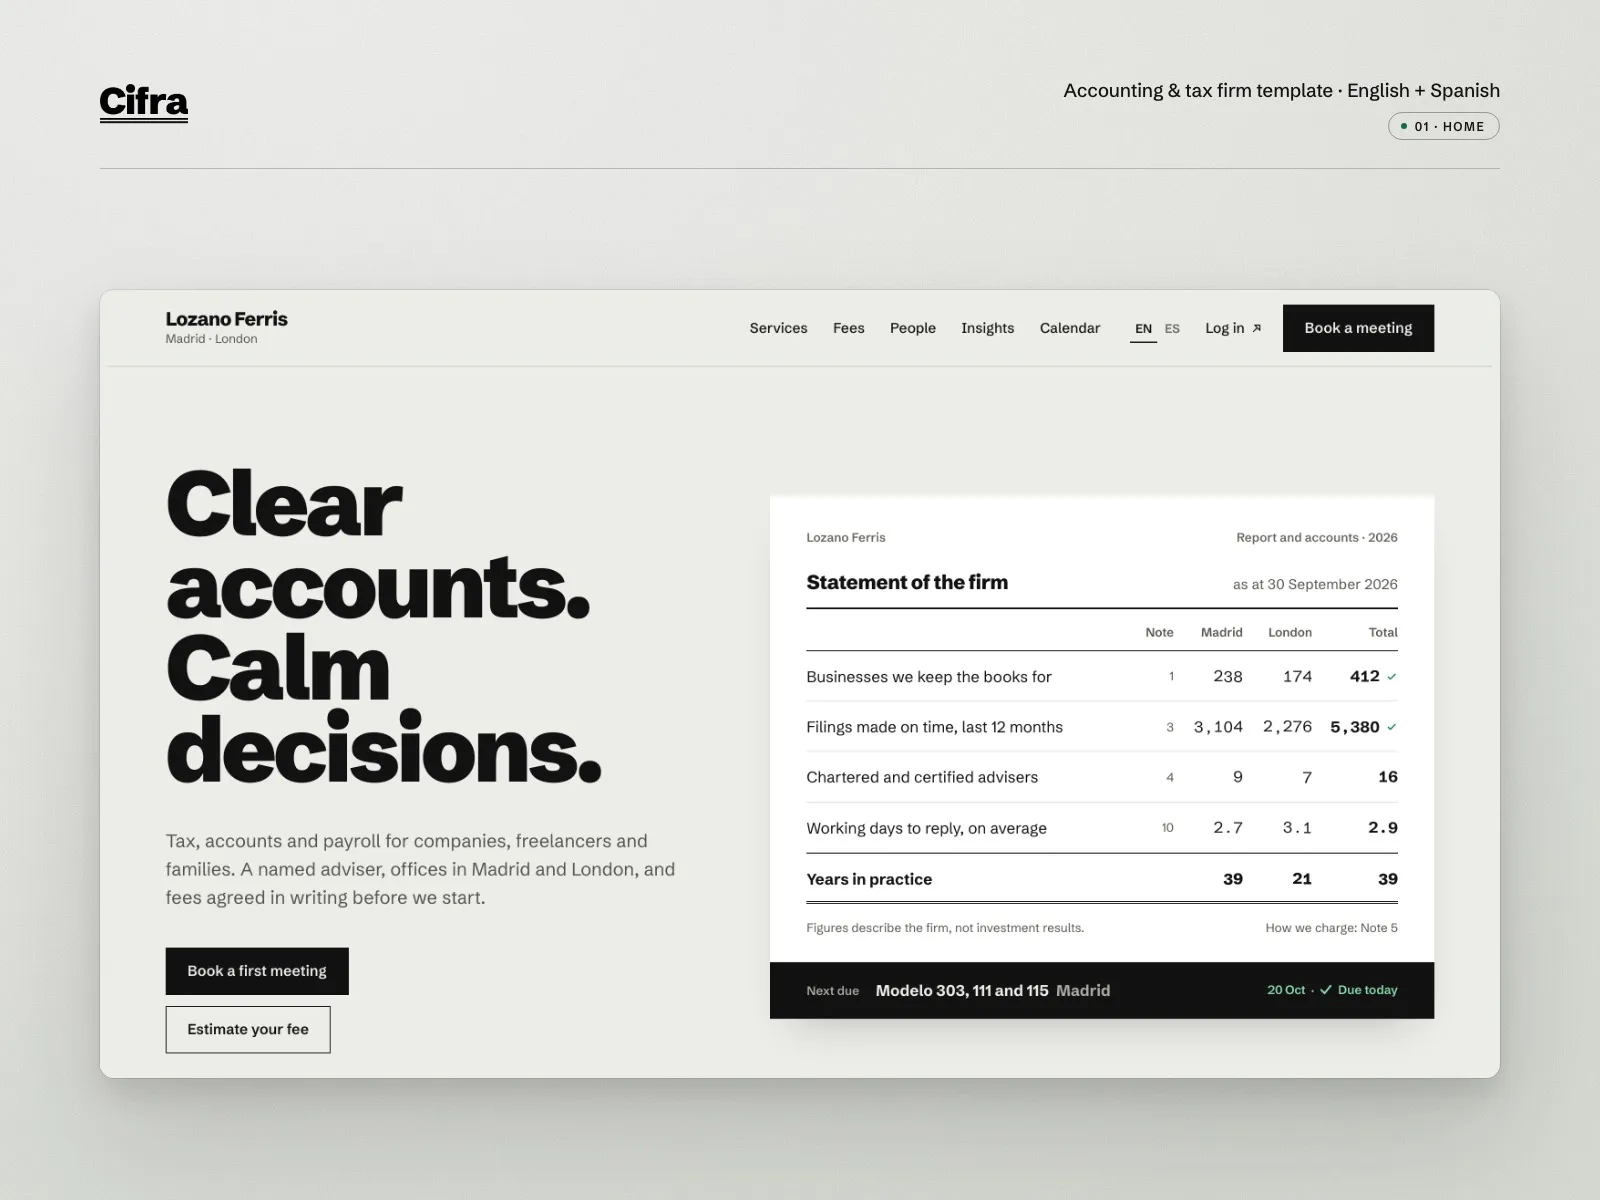 Cifra
Accounting & tax firm template · English + Spanish
01 · HOME
Lozano Ferris
Madrid · London
Services Fees People Insights Calendar EN ES Log in ↗ Book a meeting
Clear
accounts.
Calm
decisions.
Tax, accounts and payroll for companies, freelancers and
families. A named adviser, offices in Madrid and London, and
fees agreed in writing before we start.
Book a first meeting
Estimate your fee
Lozano Ferris Report and accounts · 2026
Statement of the firm as at 30 September 2026
Note Madrid London Total
Businesses we keep the books for 1 238 174 412 ✓
Filings made on time, last 12 months 3 3,104 2,276 5,380 ✓
Chartered and certified advisers 4 9 7 16
Working days to reply, on average 10 2.7 3.1 2.9
Years in practice 39 21 39
Figures describe the firm, not investment results. How we charge: Note 5
Next due Modelo 303, 111 and 115 Madrid 20 Oct · ✓ Due today